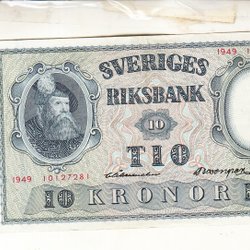 1949
SVERIGES
RIKSBANK
10
TIO
1949 10127281
10 KRONOR